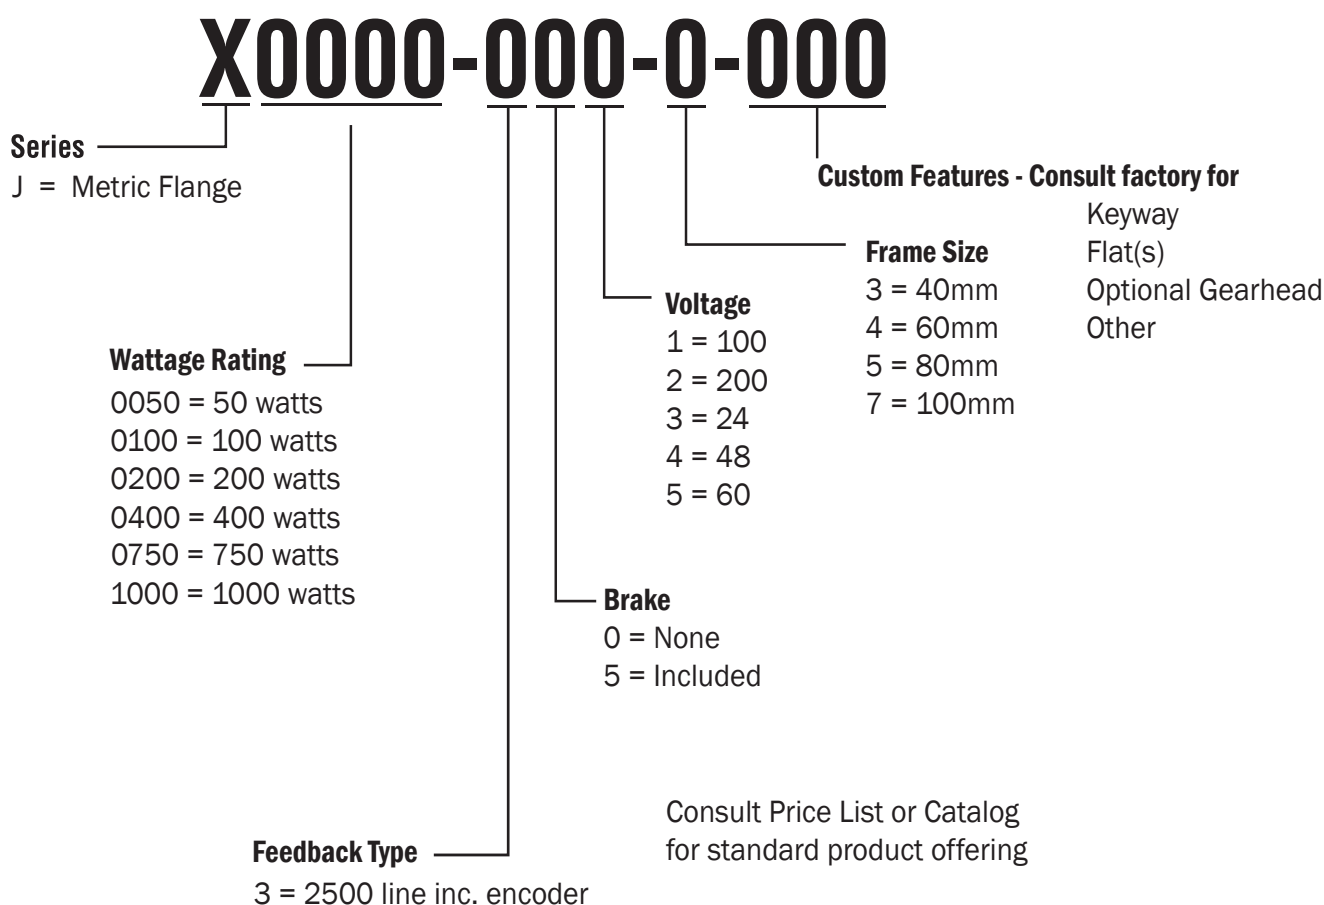 X0000-000-0-000
Series
J = Metric Flange
Wattage Rating
0050 = 50 watts
0100 = 100 watts
0200 = 200 watts
0400 = 400 watts
0750 = 750 watts
1000 = 1000 watts
Feedback Type
3 = 2500 line inc. encoder
Brake
0 = None
5 = Included
Voltage
1 = 100
2 = 200
3 = 24
4 = 48
5 = 60
Frame Size
3 = 40mm
4 = 60mm
5 = 80mm
7 = 100mm
Custom Features - Consult factory for
Keyway
Flat(s)
Optional Gearhead
Other
Consult Price List or Catalog
for standard product offering